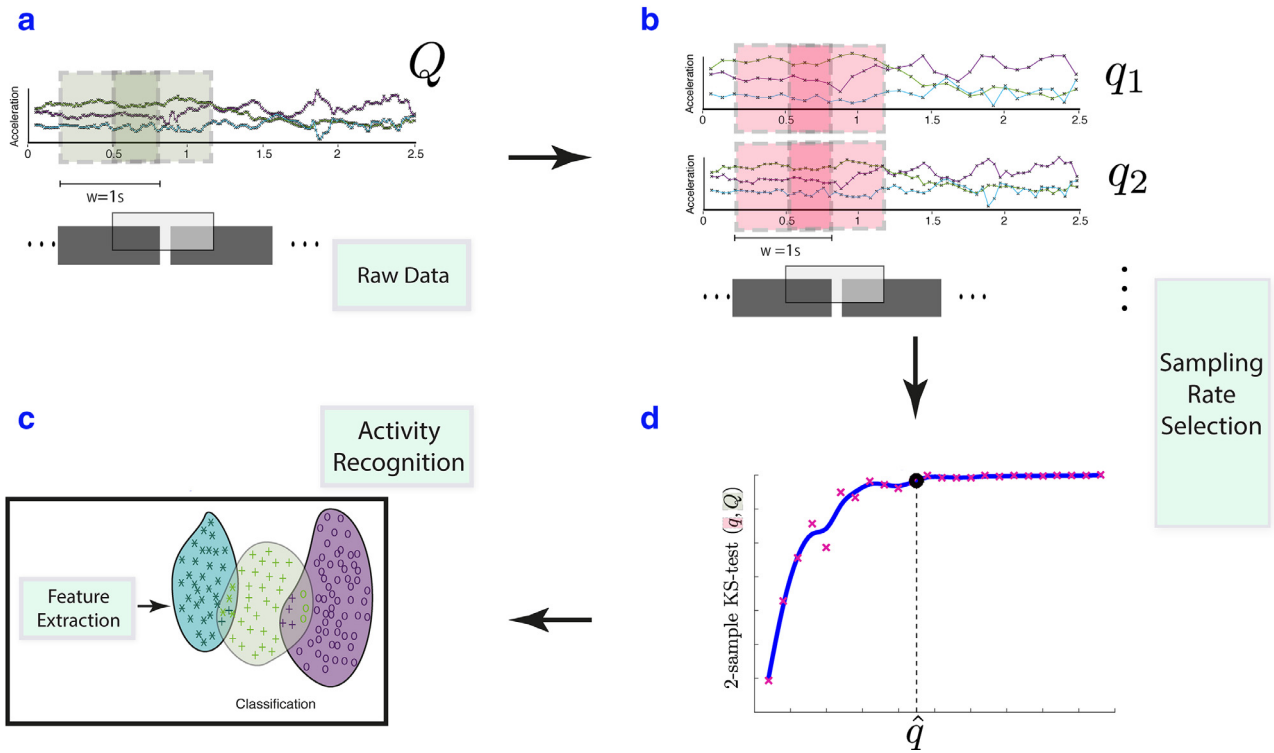 a
Q
Acceleration
0 0.5 1 1.5 2 2.5
w=1s
Raw Data
b
q1
Acceleration
0 0.5 1 1.5 2 2.5
q2
Acceleration
0 0.5 1 1.5 2 2.5
w =1s
Sampling
Rate
Selection
c
Activity
Recognition
Feature
Extraction
Classification
d
2-sample KS-test (q, Q)
q̂